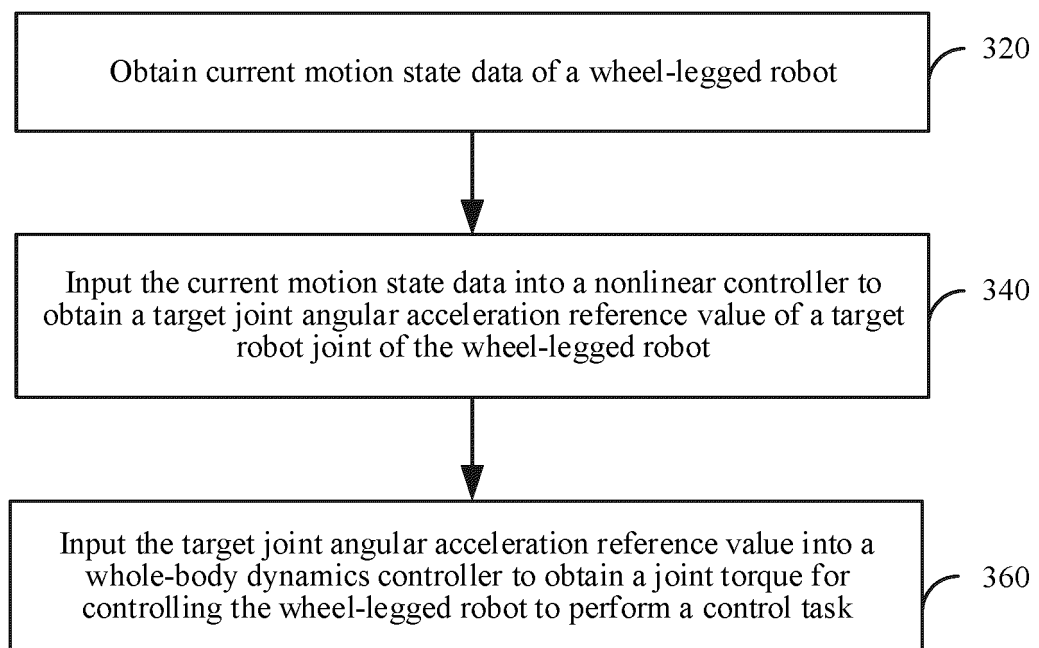 Obtain current motion state data of a wheel-legged robot
320
Input the current motion state data into a nonlinear controller to
obtain a target joint angular acceleration reference value of a target
robot joint of the wheel-legged robot
340
Input the target joint angular acceleration reference value into a
whole-body dynamics controller to obtain a joint torque for
controlling the wheel-legged robot to perform a control task
360